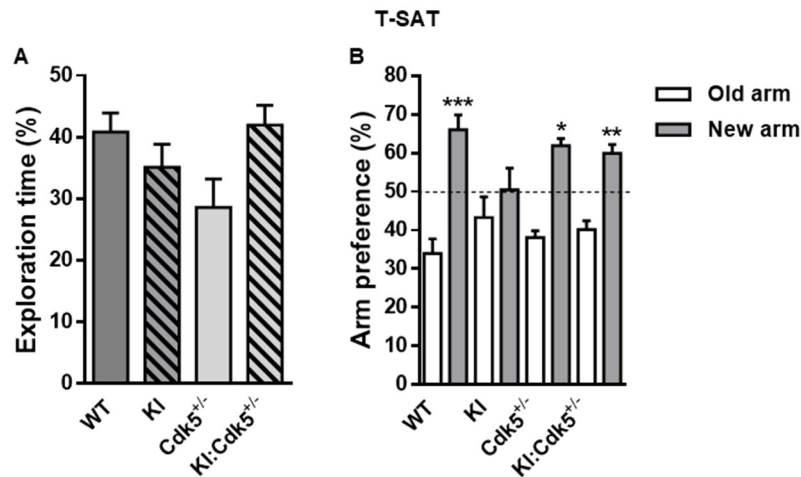 T-SAT
A
Exploration time (%)
50
40
30
20
10
0
WT
KI
Cdk5+/-
KI:Cdk5+/-
B
Arm preference (%)
80
70
60
50
40
30
20
10
0
***
*
**
WT
KI
Cdk5+/-
KI:Cdk5+/-
Old arm
New arm